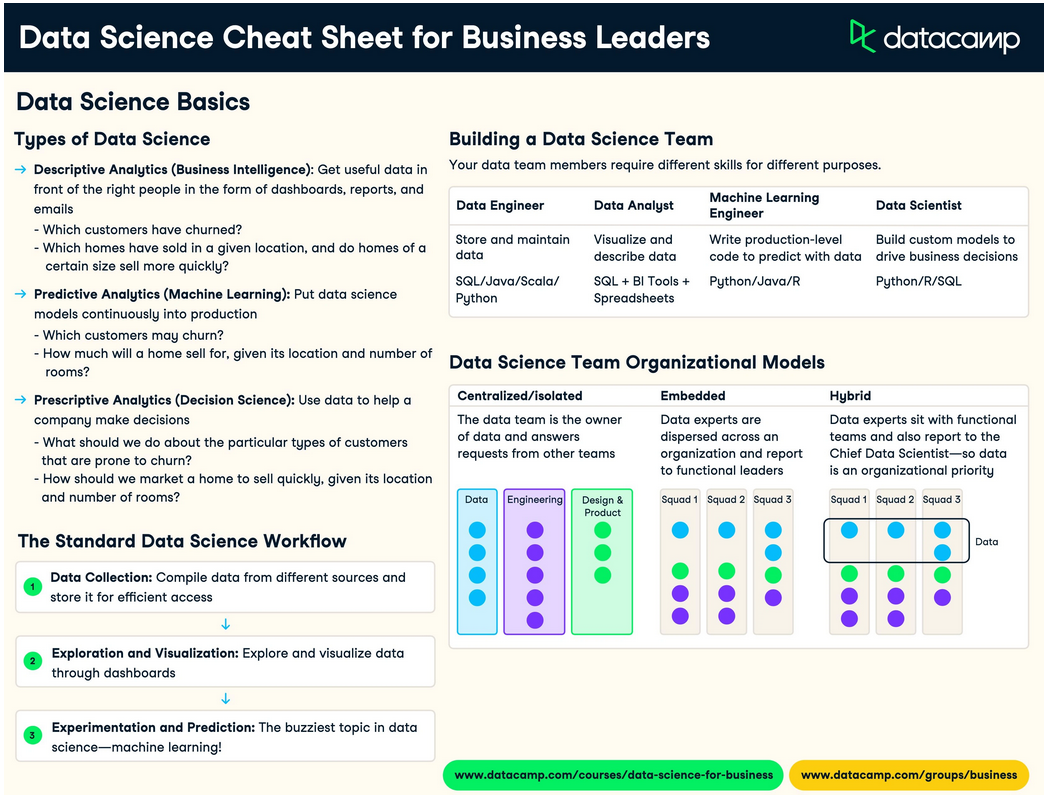 Data Science Cheat Sheet for Business Leaders
datacamp
Data Science Basics
Types of Data Science
→ Descriptive Analytics (Business Intelligence): Get useful data in
front of the right people in the form of dashboards, reports, and
emails
- Which customers have churned?
- Which homes have sold in a given location, and do homes of a
certain size sell more quickly?
→ Predictive Analytics (Machine Learning): Put data science
models continuously into production
- Which customers may churn?
- How much will a home sell for, given its location and number of
rooms?
→ Prescriptive Analytics (Decision Science): Use data to help a
company make decisions
- What should we do about the particular types of customers
that are prone to churn?
- How should we market a home to sell quickly, given its location
and number of rooms?
The Standard Data Science Workflow
1 Data Collection: Compile data from different sources and
store it for efficient access
↓
2 Exploration and Visualization: Explore and visualize data
through dashboards
↓
3 Experimentation and Prediction: The buzziest topic in data
science—machine learning!
Building a Data Science Team
Your data team members require different skills for different purposes.
Data Engineer
Store and maintain
data
SQL/Java/Scala/
Python
Data Analyst
Visualize and
describe data
SQL + BI Tools +
Spreadsheets
Machine Learning
Engineer
Write production-level
code to predict with data
Python/Java/R
Data Scientist
Build custom models to
drive business decisions
Python/R/SQL
Data Science Team Organizational Models
Centralized/isolated
The data team is the owner
of data and answers
requests from other teams
Data
Engineering
Design &
Product
Embedded
Data experts are
dispersed across an
organization and report
to functional leaders
Squad 1 Squad 2 Squad 3
Hybrid
Data experts sit with functional
teams and also report to the
Chief Data Scientist—so data
is an organizational priority
Squad 1 Squad 2 Squad 3
Data
www.datacamp.com/courses/data-science-for-business
www.datacamp.com/groups/business